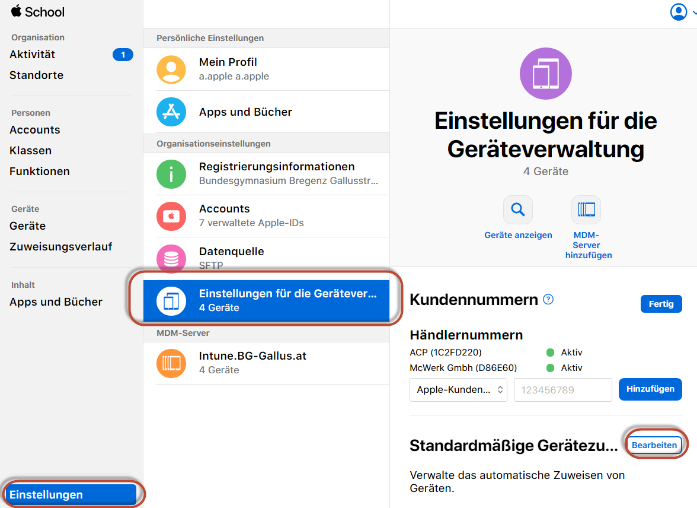 School
Organisation
Aktivität 1
Standorte
Personen
Accounts
Klassen
Funktionen
Geräte
Geräte
Zuweisungsverlauf
Inhalt
Apps und Bücher
Einstellungen
Persönliche Einstellungen
Mein Profil
a.apple a.apple
Apps und Bücher
Organisationseinstellungen
Registrierungsinformationen
Bundesgymnasium Bregenz Gallusstr...
Accounts
7 verwaltete Apple-IDs
Datenquelle
SFTP
Einstellungen für die Gerätever...
4 Geräte
MDM-Server
Intune.BG-Gallus.at
4 Geräte
Einstellungen für die
Geräteverwaltung
4 Geräte
Geräte anzeigen
MDM-
Server
hinzufügen
Kundennummern ? Fertig
Händlernummern
ACP (1C2FD220) Aktiv
McWerk Gmbh (D86E60) Aktiv
Apple-Kunden... 123456789 Hinzufügen
Standardmäßige Gerätezu... Bearbeiten
Verwalte das automatische Zuweisen von
Geräten.